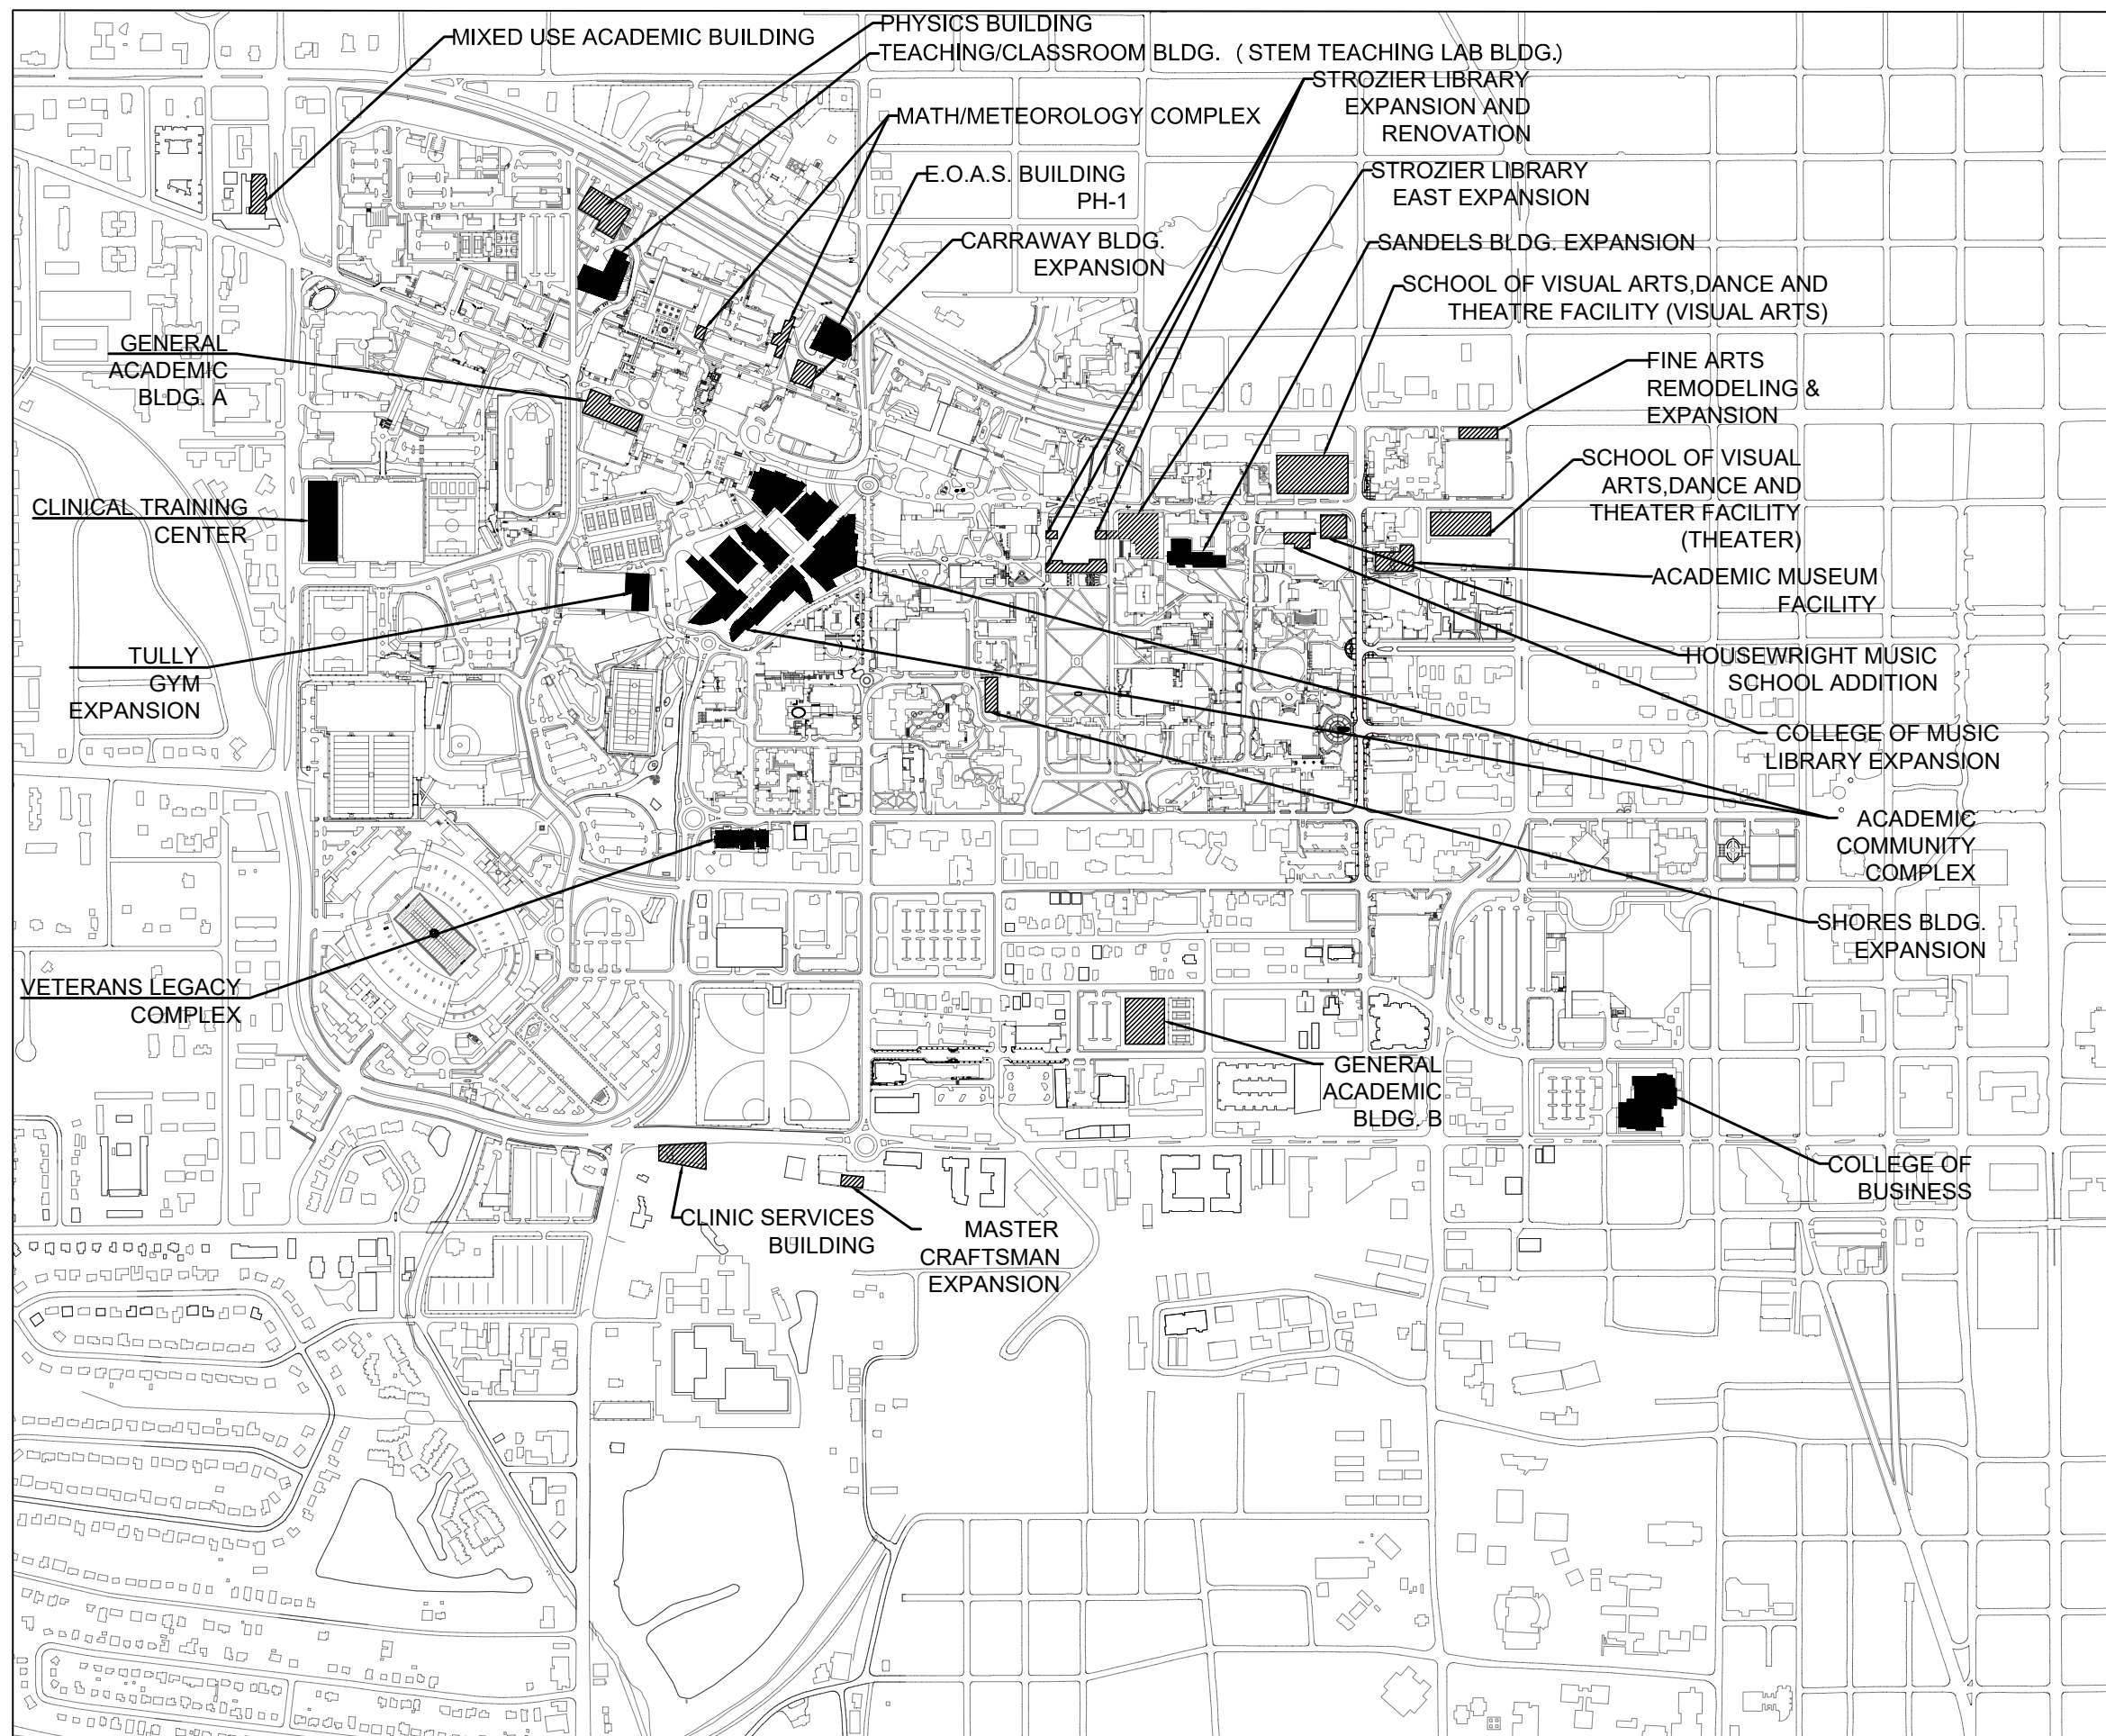 PHYSICS BUILDING
MIXED USE ACADEMIC BUILDING
TEACHING/CLASSROOM BLDG. ( STEM TEACHING LAB BLDG.)
STROZIER LIBRARY
EXPANSION AND
RENOVATION
MATH/METEOROLOGY COMPLEX
E.O.A.S. BUILDING
PH-1
STROZIER LIBRARY
EAST EXPANSION
CARRAWAY BLDG.
EXPANSION
SANDELS BLDG. EXPANSION
SCHOOL OF VISUAL ARTS,DANCE AND
THEATRE FACILITY (VISUAL ARTS)
GENERAL
ACADEMIC
BLDG. A
FINE ARTS
REMODELING &
EXPANSION
SCHOOL OF VISUAL
ARTS,DANCE AND
THEATER FACILITY
(THEATER)
CLINICAL TRAINING
CENTER
ACADEMIC MUSEUM
FACILITY
TULLY
GYM
EXPANSION
HOUSEWRIGHT MUSIC
SCHOOL ADDITION
COLLEGE OF MUSIC
LIBRARY EXPANSION
ACADEMIC
COMMUNITY
COMPLEX
SHORES BLDG.
EXPANSION
VETERANS LEGACY
COMPLEX
GENERAL
ACADEMIC
BLDG. B
COLLEGE OF
BUSINESS
CLINIC SERVICES
BUILDING
MASTER
CRAFTSMAN
EXPANSION